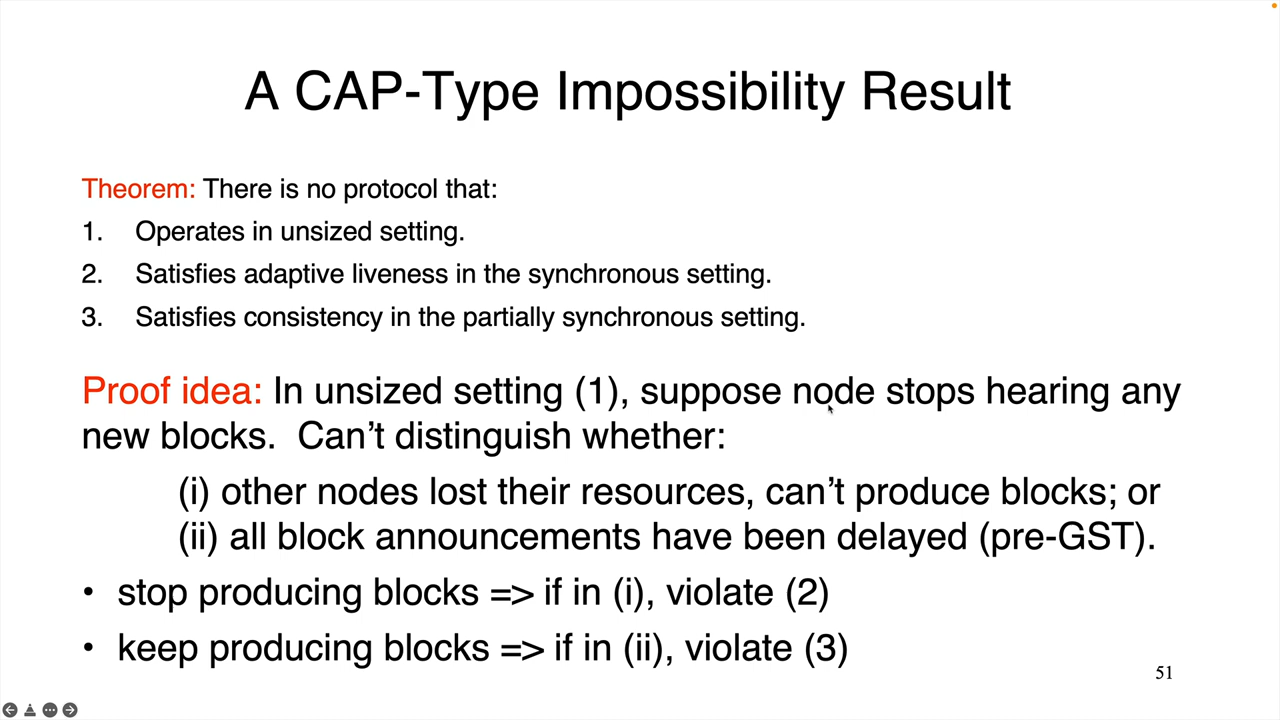 A CAP-Type Impossibility Result
Theorem: There is no protocol that:
1. Operates in unsized setting.
2. Satisfies adaptive liveness in the synchronous setting.
3. Satisfies consistency in the partially synchronous setting.
Proof idea: In unsized setting (1), suppose node stops hearing any
new blocks. Can't distinguish whether:
(i) other nodes lost their resources, can't produce blocks; or
(ii) all block announcements have been delayed (pre-GST).
• stop producing blocks => if in (i), violate (2)
• keep producing blocks => if in (ii), violate (3)
51